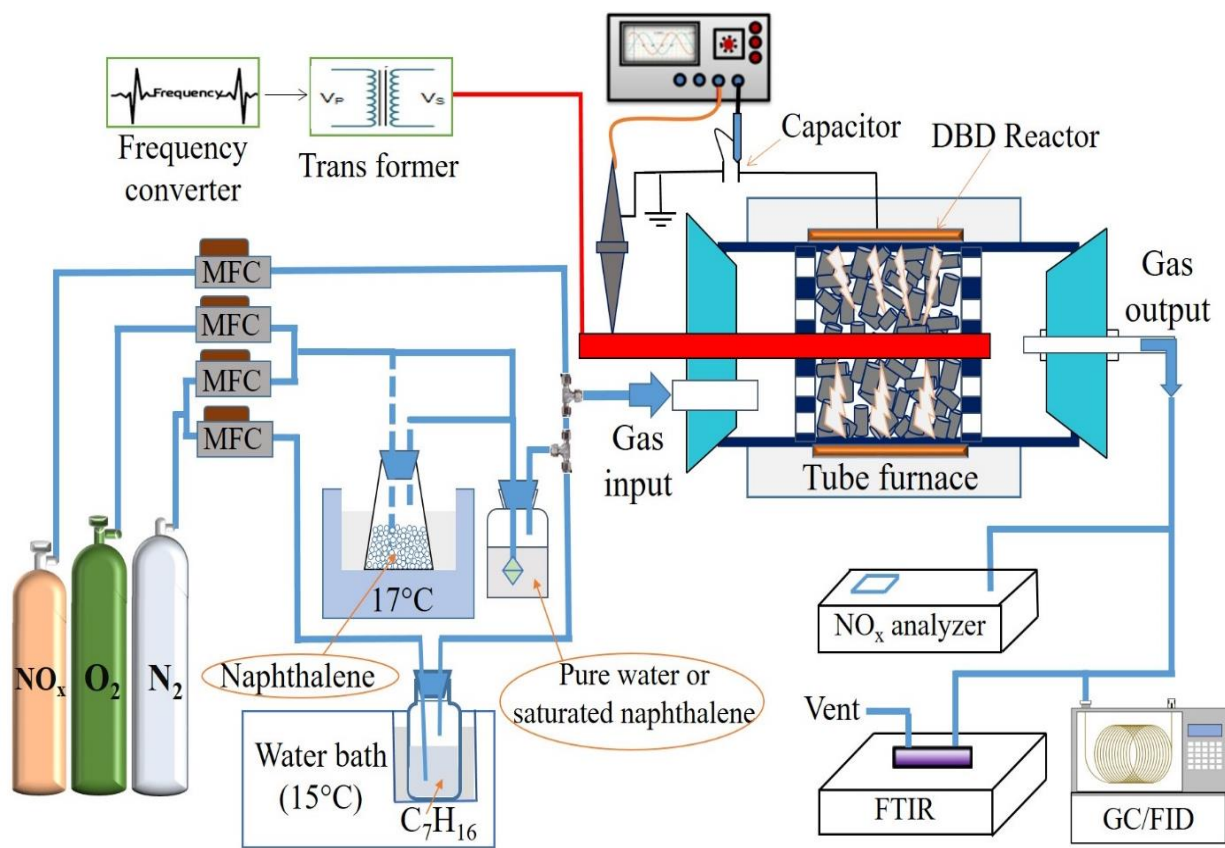 Frequency
V_P
V_S
Frequency
converter
Trans former
Capacitor
DBD Reactor
MFC
MFC
MFC
MFC
Gas
output
Gas
input
Tube furnace
17°C
NOₓ
O₂
N₂
Naphthalene
Pure water or
saturated naphthalene
Water bath
(15°C)
C₇H₁₆
NOₓ analyzer
Vent
FTIR
GC/FID